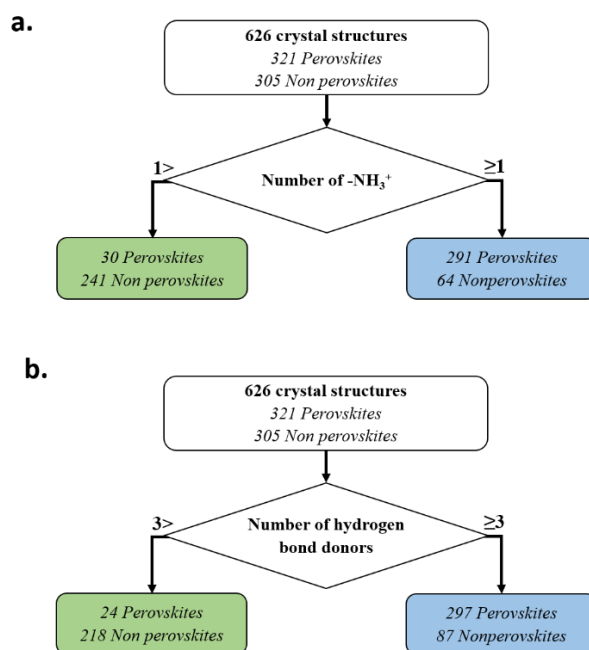 a.
626 crystal structures
321 Perovskites
305 Non perovskites
1>
≥1
Number of -NH₃⁺
30 Perovskites
241 Non perovskites
291 Perovskites
64 Nonperovskites
b.
626 crystal structures
321 Perovskites
305 Non perovskites
3>
≥3
Number of hydrogen
bond donors
24 Perovskites
218 Non perovskites
297 Perovskites
87 Nonperovskites